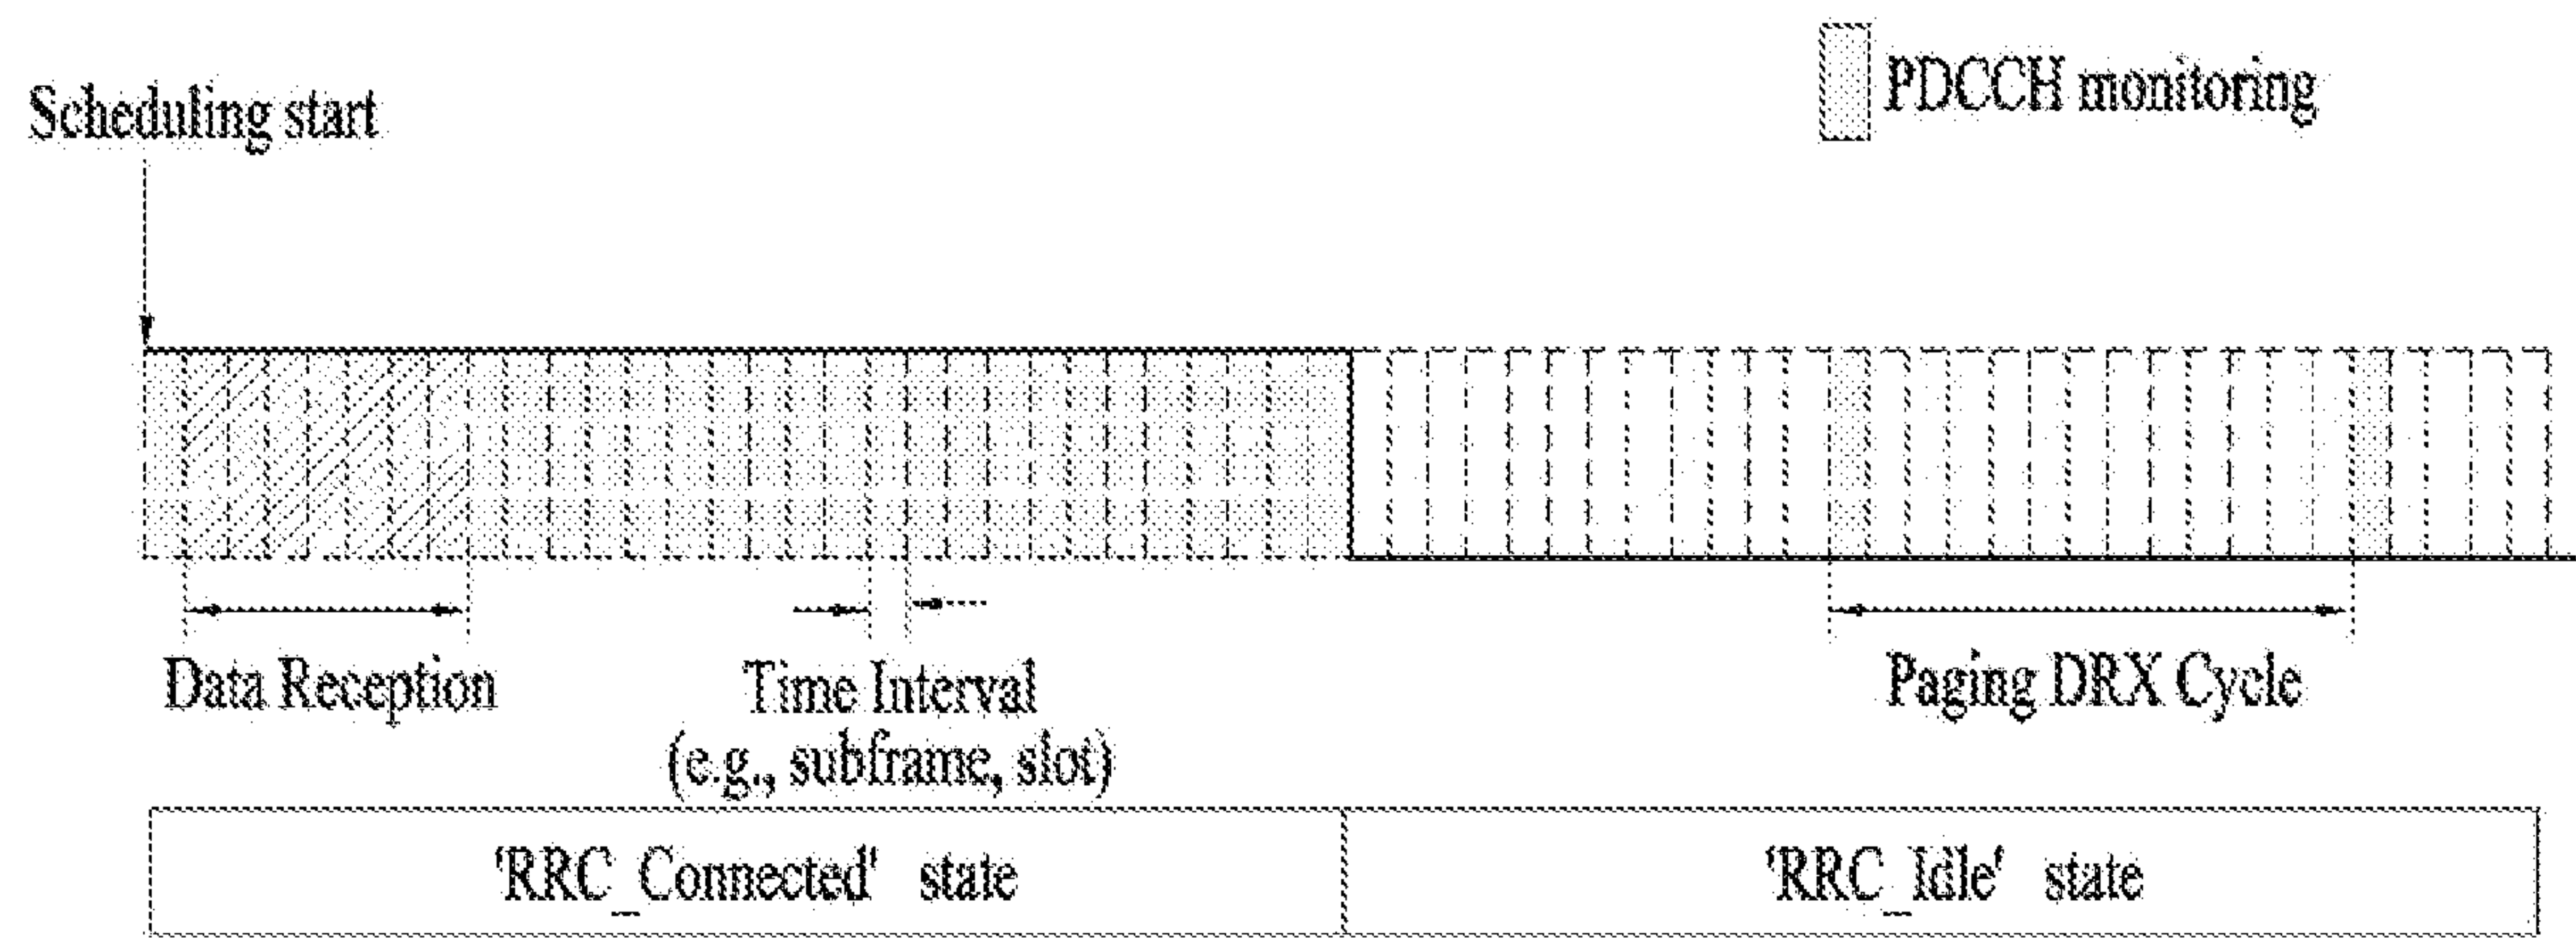 Scheduling start
PDCCH monitoring
Data Reception
Time Interval
(e.g., subframe, slot)
Paging DRX Cycle
'RRC_Connected' state
'RRC_Idle' state